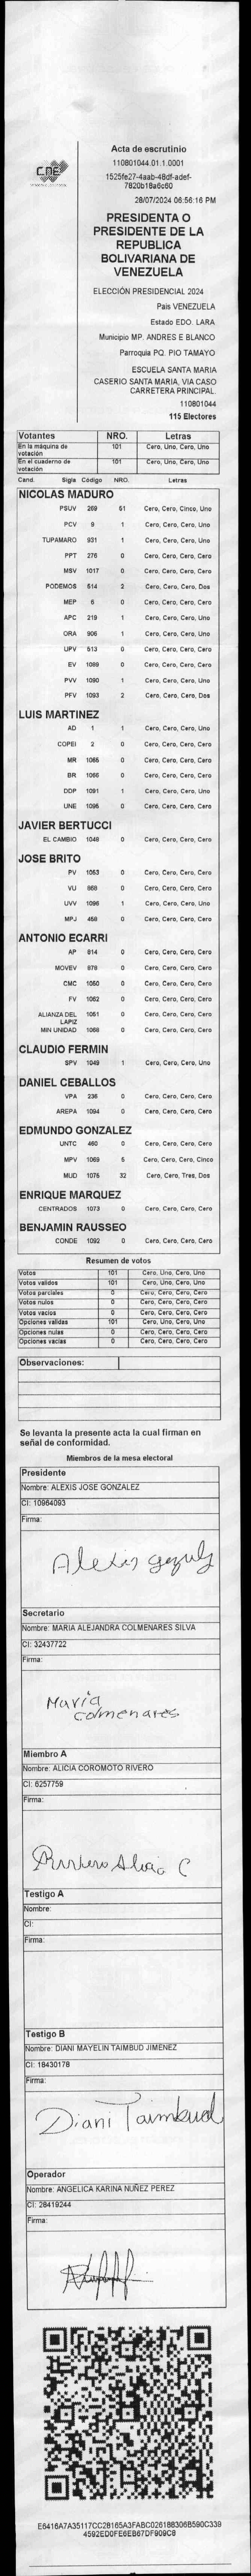 CNE
Acta de escrutinio
110801044.01.1.0001
1525fe27-4aab-48df-adef-
7820b18a6c60
28/07/2024 06:56:16 PM
PRESIDENTA O
PRESIDENTE DE LA
REPUBLICA
BOLIVARIANA DE
VENEZUELA
ELECCIÓN PRESIDENCIAL 2024
Pais VENEZUELA
Estado EDO. LARA
Municipio MP. ANDRES E BLANCO
Parroquia PQ. PIO TAMAYO
ESCUELA SANTA MARIA
CASERIO SANTA MARIA, VIA CASO
CARRETERA PRINCIPAL.
110801044
115 Electores
Votantes NRO. Letras
En la máquina de votación 101 Cero, Uno, Cero, Uno
En el cuaderno de votación 101 Cero, Uno, Cero, Uno
Cand. Sigla Código NRO. Letras
NICOLAS MADURO
PSUV 269 51 Cero, Cero, Cinco, Uno
PCV 9 1 Cero, Cero, Cero, Uno
TUPAMARO 931 1 Cero, Cero, Cero, Uno
PPT 276 0 Cero, Cero, Cero, Cero
MSV 1017 0 Cero, Cero, Cero, Cero
PODEMOS 514 2 Cero, Cero, Cero, Dos
MEP 6 0 Cero, Cero, Cero, Cero
APC 219 1 Cero, Cero, Cero, Uno
ORA 906 1 Cero, Cero, Cero, Uno
UPV 513 0 Cero, Cero, Cero, Cero
EV 1089 0 Cero, Cero, Cero, Cero
PVV 1090 1 Cero, Cero, Cero, Uno
PFV 1093 2 Cero, Cero, Cero, Dos
LUIS MARTINEZ
AD 1 1 Cero, Cero, Cero, Uno
COPEI 2 0 Cero, Cero, Cero, Cero
MR 1065 0 Cero, Cero, Cero, Cero
BR 1066 0 Cero, Cero, Cero, Cero
DDP 1091 1 Cero, Cero, Cero, Uno
UNE 1095 0 Cero, Cero, Cero, Cero
JAVIER BERTUCCI
EL CAMBIO 1048 0 Cero, Cero, Cero, Cero
JOSE BRITO
PV 1053 0 Cero, Cero, Cero, Cero
VU 868 0 Cero, Cero, Cero, Cero
UVV 1096 1 Cero, Cero, Cero, Uno
MPJ 458 0 Cero, Cero, Cero, Cero
ANTONIO ECARRI
AP 814 0 Cero, Cero, Cero, Cero
MOVEV 878 0 Cero, Cero, Cero, Cero
CMC 1050 0 Cero, Cero, Cero, Cero
FV 1062 0 Cero, Cero, Cero, Cero
ALIANZA DEL LAPIZ 1051 0 Cero, Cero, Cero, Cero
MIN UNIDAD 1068 0 Cero, Cero, Cero, Cero
CLAUDIO FERMIN
SPV 1049 1 Cero, Cero, Cero, Uno
DANIEL CEBALLOS
VPA 236 0 Cero, Cero, Cero, Cero
AREPA 1094 0 Cero, Cero, Cero, Cero
EDMUNDO GONZALEZ
UNTC 460 0 Cero, Cero, Cero, Cero
MPV 1069 5 Cero, Cero, Cero, Cinco
MUD 1075 32 Cero, Cero, Tres, Dos
ENRIQUE MARQUEZ
CENTRADOS 1073 0 Cero, Cero, Cero, Cero
BENJAMIN RAUSSEO
CONDE 1092 0 Cero, Cero, Cero, Cero
Resumen de votos
Votos 101 Cero, Uno, Cero, Uno
Votos validos 101 Cero, Uno, Cero, Uno
Votos parciales 0 Cero, Cero, Cero, Cero
Votos nulos 0 Cero, Cero, Cero, Cero
Votos vacios 0 Cero, Cero, Cero, Cero
Opciones validas 101 Cero, Uno, Cero, Uno
Opciones nulas 0 Cero, Cero, Cero, Cero
Opciones vacias 0 Cero, Cero, Cero, Cero
Observaciones:
Se levanta la presente acta la cual firman en
señal de conformidad.
Miembros de la mesa electoral
Presidente
Nombre: ALEXIS JOSE GONZALEZ
CI: 10964093
Firma:
Alexis
Secretario
Nombre: MARIA ALEJANDRA COLMENARES SILVA
CI: 32437722
Firma:
María
colmenares
Miembro A
Nombre: ALICIA COROMOTO RIVERO
CI: 6257759
Firma:
C
Testigo A
Nombre:
CI:
Firma:
Testigo B
Nombre: DIANI MAYELIN TAIMBUD JIMENEZ
CI: 18430178
Firma:
Diani Taimbud
Operador
Nombre: ANGELICA KARINA NUÑEZ PEREZ
CI: 28419244
Firma:
E6416A7A35117CC28165A3FABC026188306B590C339
4592ED0FE6EB67DF909C8